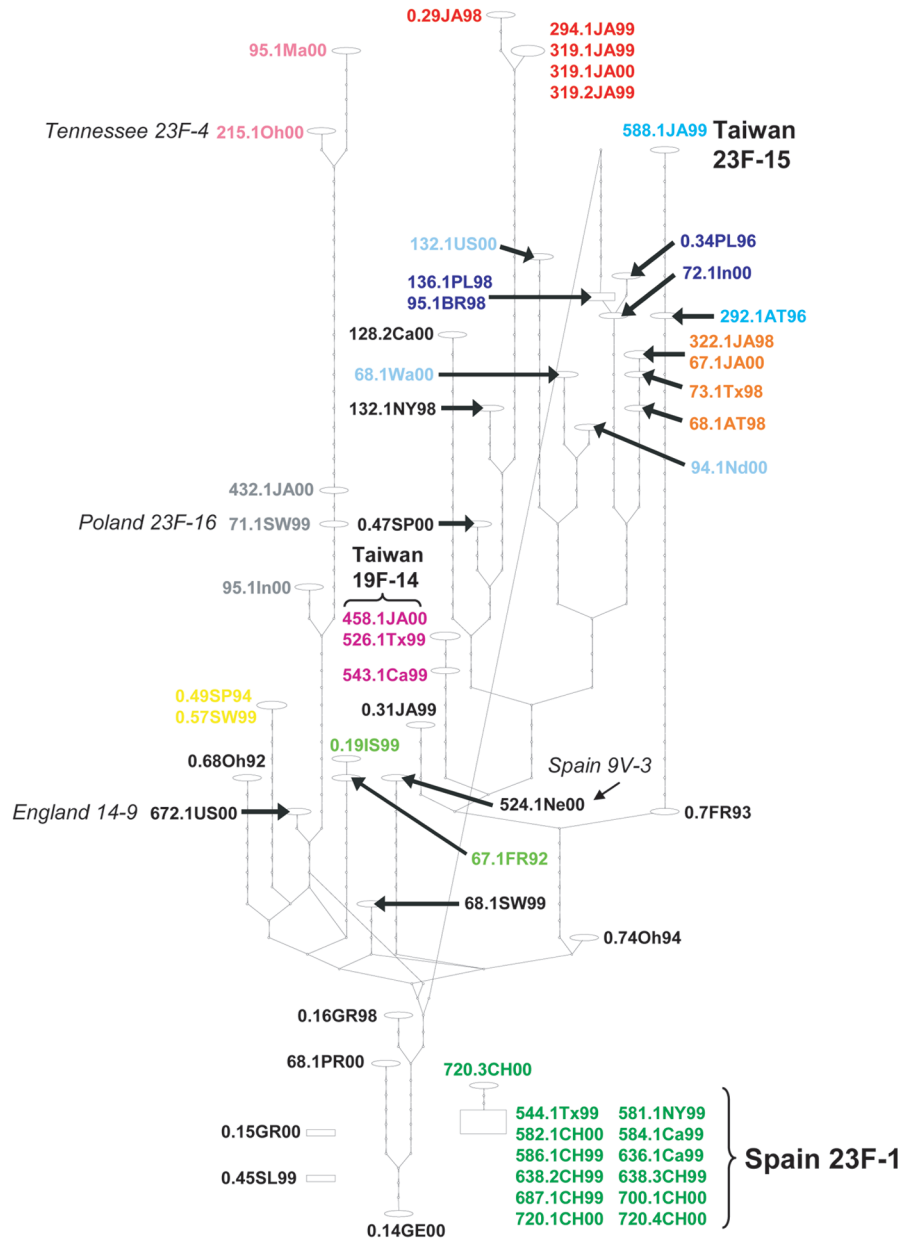 0.29JA98
294.1JA99
319.1JA99
319.1JA00
319.2JA99
95.1Ma00
Tennessee 23F-4 215.1Oh00
588.1JA99 Taiwan
23F-15
132.1US00
0.34PL96
72.1In00
136.1PL98
95.1BR98
292.1AT96
128.2Ca00
322.1JA98
67.1JA00
68.1Wa00
73.1Tx98
132.1NY98
68.1AT98
94.1Nd00
432.1JA00
Poland 23F-16 71.1SW99
0.47SP00
Taiwan
19F-14
95.1In00
458.1JA00
526.1Tx99
543.1Ca99
0.49SP94
0.57SW99
0.31JA99
0.19IS99
0.68Oh92
Spain 9V-3
England 14-9 672.1US00
524.1Ne00
0.7FR93
67.1FR92
68.1SW99
0.74Oh94
0.16GR98
68.1PR00
720.3CH00
544.1Tx99 581.1NY99
582.1CH00 584.1Ca99
586.1CH99 636.1Ca99
638.2CH99 638.3CH99
687.1CH99 700.1CH00
720.1CH00 720.4CH00
Spain 23F-1
0.15GR00
0.45SL99
0.14GE00